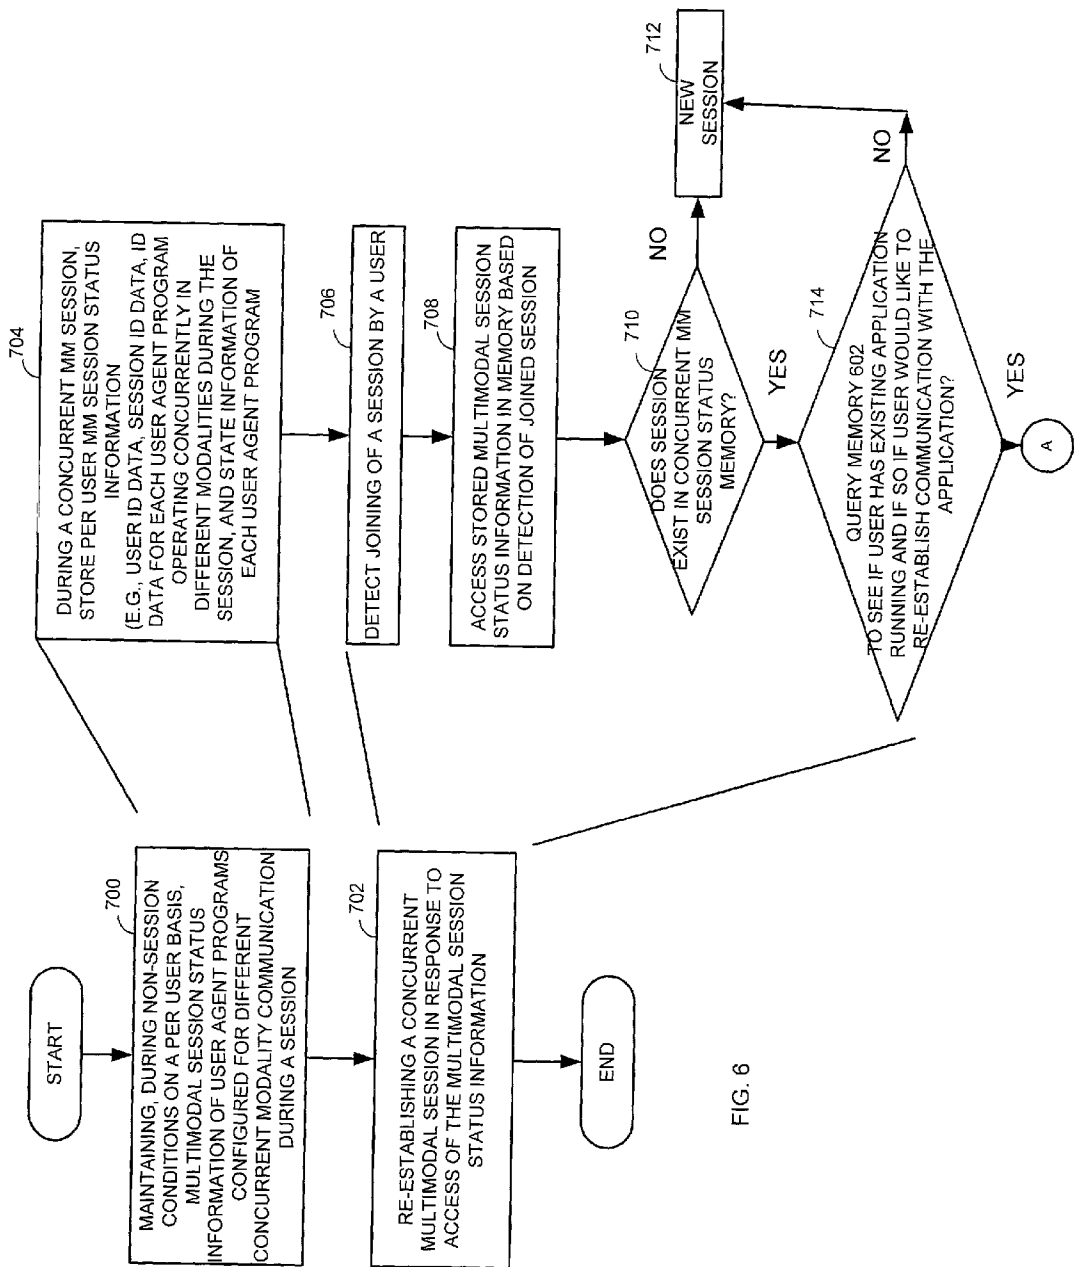 START
700
MAINTAINING, DURING NON-SESSION
CONDITIONS ON A PER USER BASIS,
MULTIMODAL SESSION STATUS
INFORMATION OF USER AGENT PROGRAMS
CONFIGURED FOR DIFFERENT
CONCURRENT MODALITY COMMUNICATION
DURING A SESSION
702
RE-ESTABLISHING A CONCURRENT
MULTIMODAL SESSION IN RESPONSE TO
ACCESS OF THE MULTIMODAL SESSION
STATUS INFORMATION
END
704
DURING A CONCURRENT MM SESSION,
STORE PER USER MM SESSION STATUS
INFORMATION
(E.G., USER ID DATA, SESSION ID DATA, ID
DATA FOR EACH USER AGENT PROGRAM
OPERATING CONCURRENTLY IN
DIFFERENT MODALITIES DURING THE
SESSION, AND STATE INFORMATION OF
EACH USER AGENT PROGRAM
706
DETECT JOINING OF A SESSION BY A USER
708
ACCESS STORED MULTIMODAL SESSION
STATUS INFORMATION IN MEMORY BASED
ON DETECTION OF JOINED SESSION
710
DOES SESSION
EXIST IN CONCURRENT MM
SESSION STATUS
MEMORY?
NO
712
NEW
SESSION
YES
714
QUERY MEMORY 602
TO SEE IF USER HAS EXISTING APPLICATION
RUNNING AND IF SO IF USER WOULD LIKE TO
RE-ESTABLISH COMMUNICATION WITH THE
APPLICATION?
NO
YES
A
FIG. 6